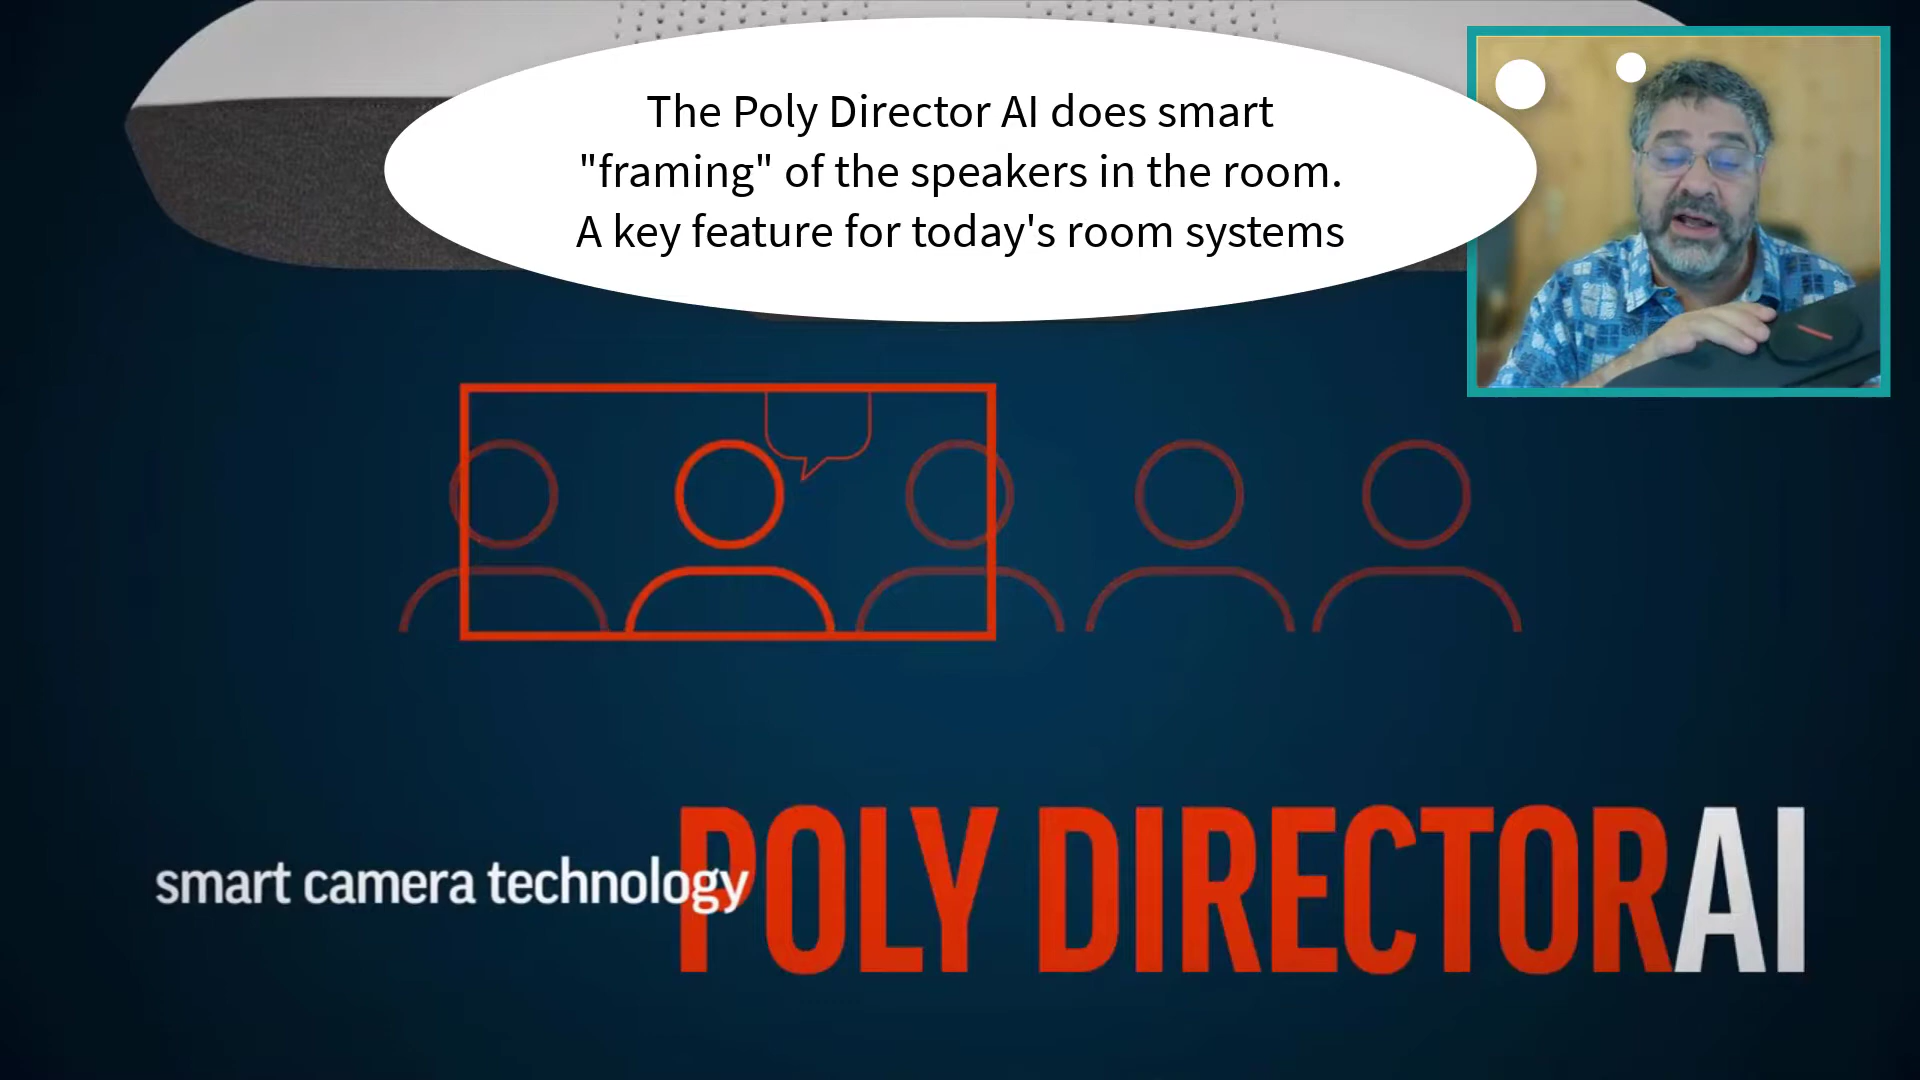 The Poly Director AI does smart
"framing" of the speakers in the room.
A key feature for today's room systems
smart camera technology
POLY DIRECTORAI